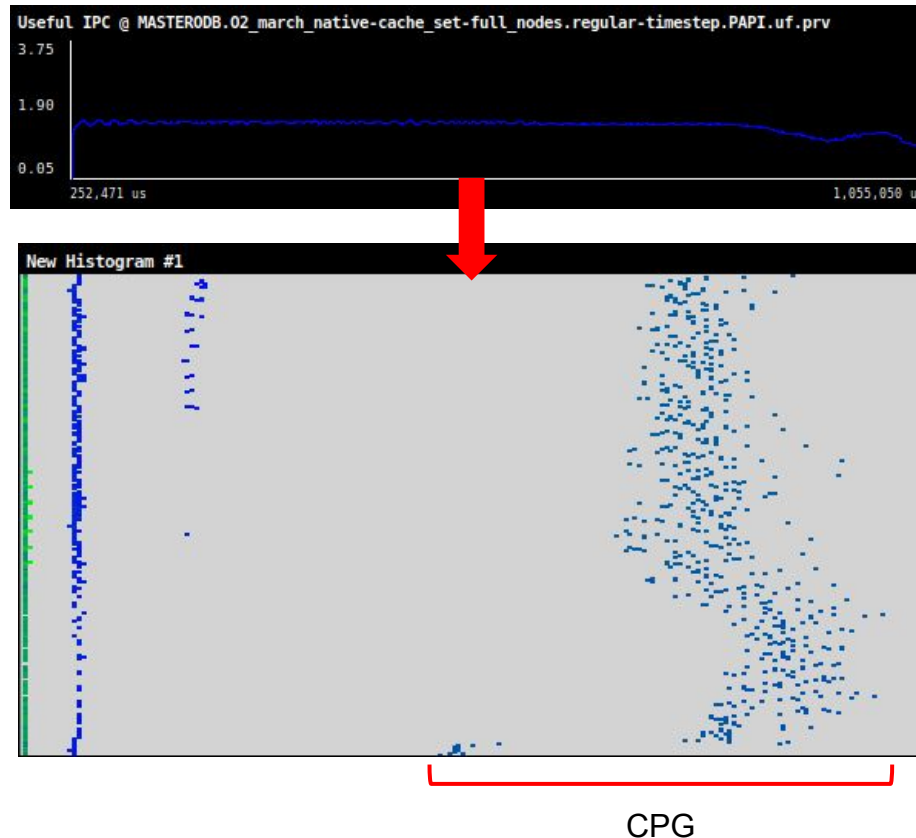 Useful IPC @ MASTERODB.O2_march_native-cache_set-full_nodes.regular-timestep.PAPI.uf.prv
3.75
1.90
0.05
252,471 us
1,055,050 u
New Histogram #1
CPG